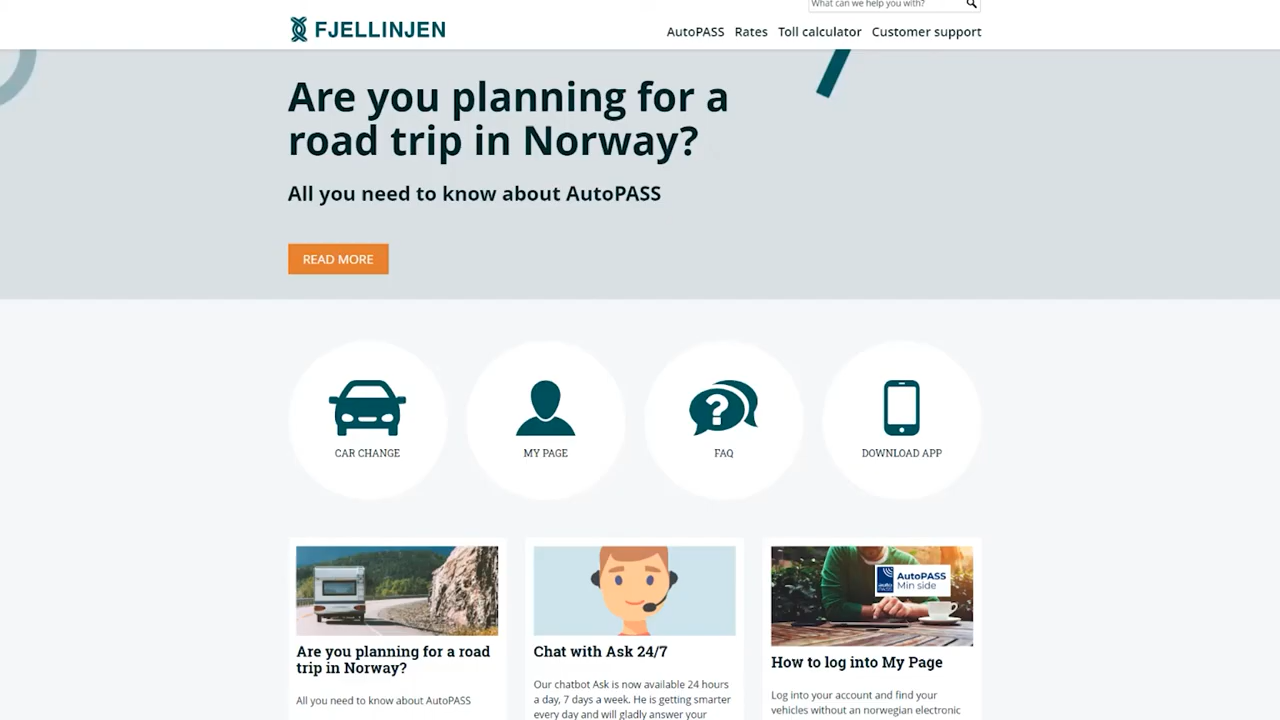 What can we help you with?
FJELLINJEN
AutoPASS Rates Toll calculator Customer support
Are you planning for a
road trip in Norway?
All you need to know about AutoPASS
READ MORE
CAR CHANGE
MY PAGE
FAQ
DOWNLOAD APP
Are you planning for a road
trip in Norway?
All you need to know about AutoPASS
Chat with Ask 24/7
Our chatbot Ask is now available 24 hours
a day, 7 days a week. He is getting smarter
every day and will gladly answer your
auto
PASS
AutoPASS
Min side
How to log into My Page
Log into your account and find your
vehicles without an norwegian electronic